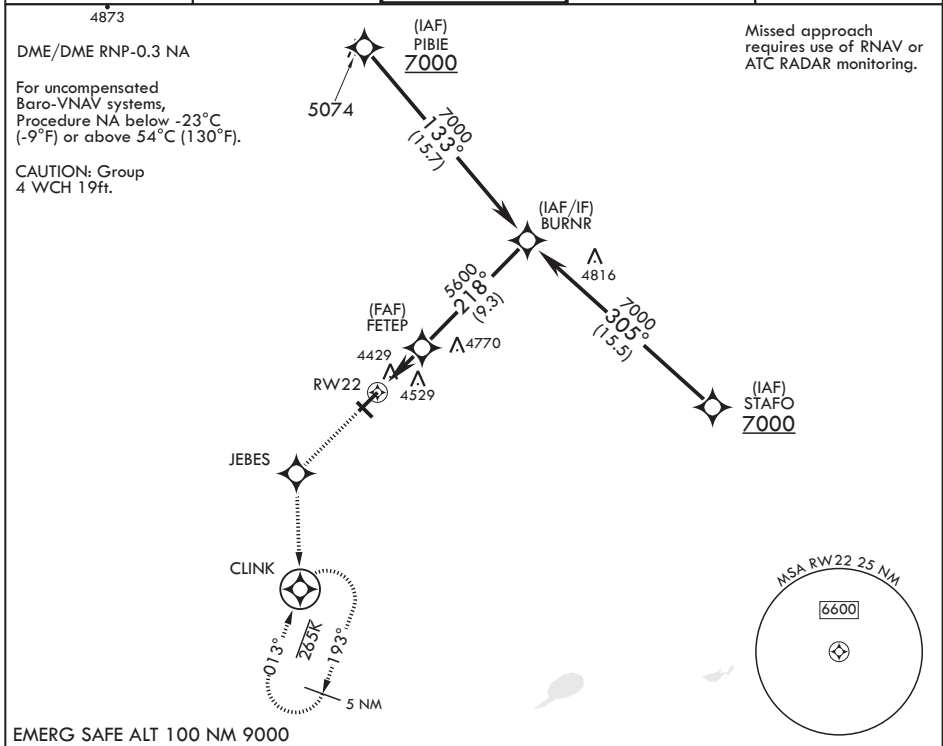 4873
DME/DME RNP-0.3 NA
For uncompensated
Baro-VNAV systems,
Procedure NA below -23°C
(-9°F) or above 54°C (130°F).
CAUTION: Group
4 WCH 19ft.
(IAF)
PIBIE
7000
5074
Missed approach
requires use of RNAV or
ATC RADAR monitoring.
7000
133°
(15.7)
(IAF/IF)
BURNR
4816
5600
218°
(9.3)
7000
305°
(15.5)
(FAF)
FETEP
4770
4429
4529
RW22
(IAF)
STAFO
7000
JEBES
CLINK
013°
265K
193°
5 NM
MSA RW22 25 NM
6600
EMERG SAFE ALT 100 NM 9000